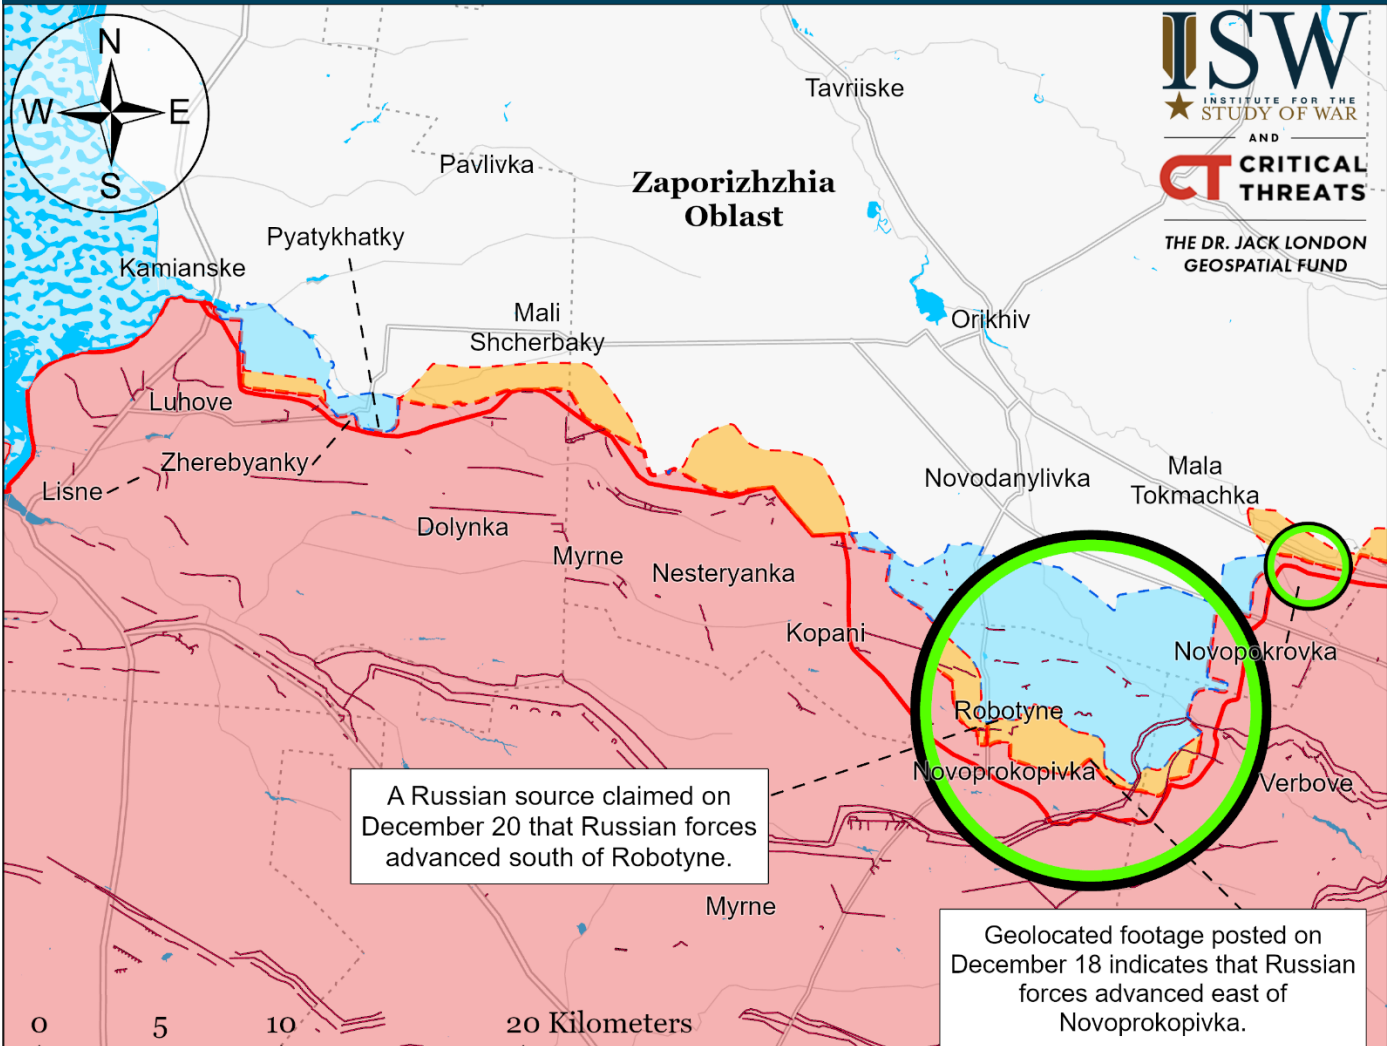 N
W
E
S
ISW
INSTITUTE FOR THE
STUDY OF WAR
AND
CT CRITICAL
THREATS
THE DR. JACK LONDON
GEOSPATIAL FUND
Tavriiske
Pavlivka
Zaporizhzhia
Oblast
Pyatykhatky
Kamianske
Mali
Shcherbaky
Orikhiv
Luhove
Zherebyanky
Lisne
Novodanylivka
Mala
Tokmachka
Dolynka
Myrne
Nesteryanka
Kopani
Novopokrovka
Robotyne
Novoprokopivka
Verbove
A Russian source claimed on
December 20 that Russian forces
advanced south of Robotyne.
Myrne
Geolocated footage posted on
December 18 indicates that Russian
forces advanced east of
Novoprokopivka.
0 5 10 20 Kilometers